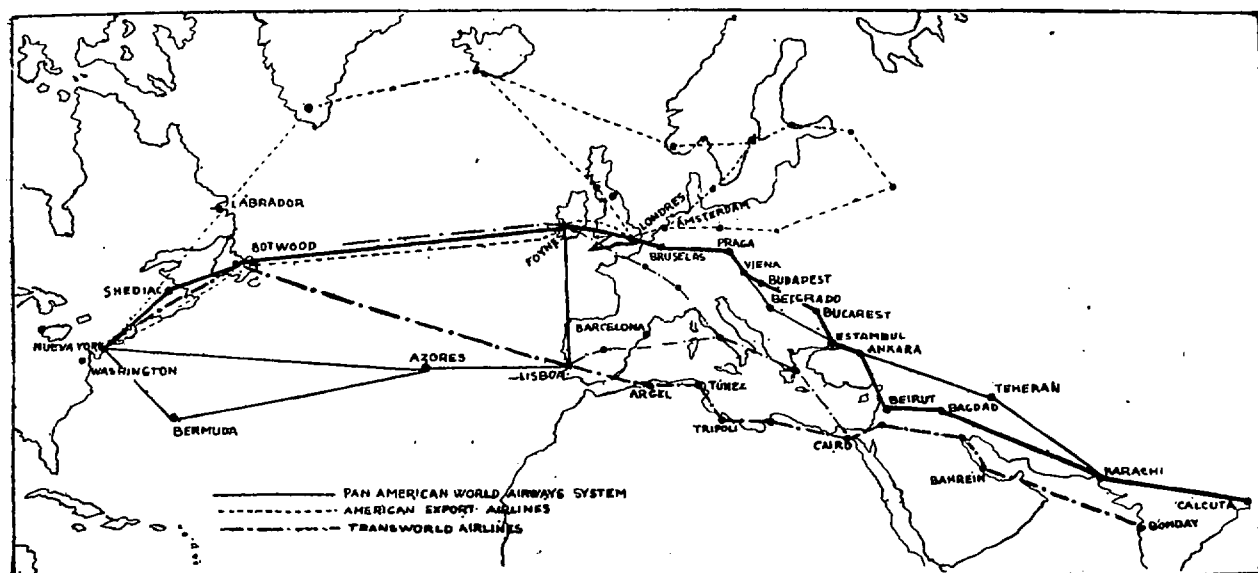 LABRADOR
BOTWOOD
SHEDIAC
NUEVA YORK
WASHINGTON
BERMUDA
AZORES
LISBOA
BARCELONA
FOYNES
LONDRES
AMSTERDAM
BRUSELAS
PRAGA
VIENA
BUDAPEST
BELGRADO
BUCAREST
ESTAMBUL
ANKARA
TEHERAN
BEIRUT
BAGDAD
ARGEL
TÚNEZ
TRIPOLI
CAIRO
BAHREIN
KARACHI
CALCUTA
BOMBAY
PAN AMERICAN WORLD AIRWAYS SYSTEM
AMERICAN EXPORT AIRLINES
TRANSWORLD AIRLINES